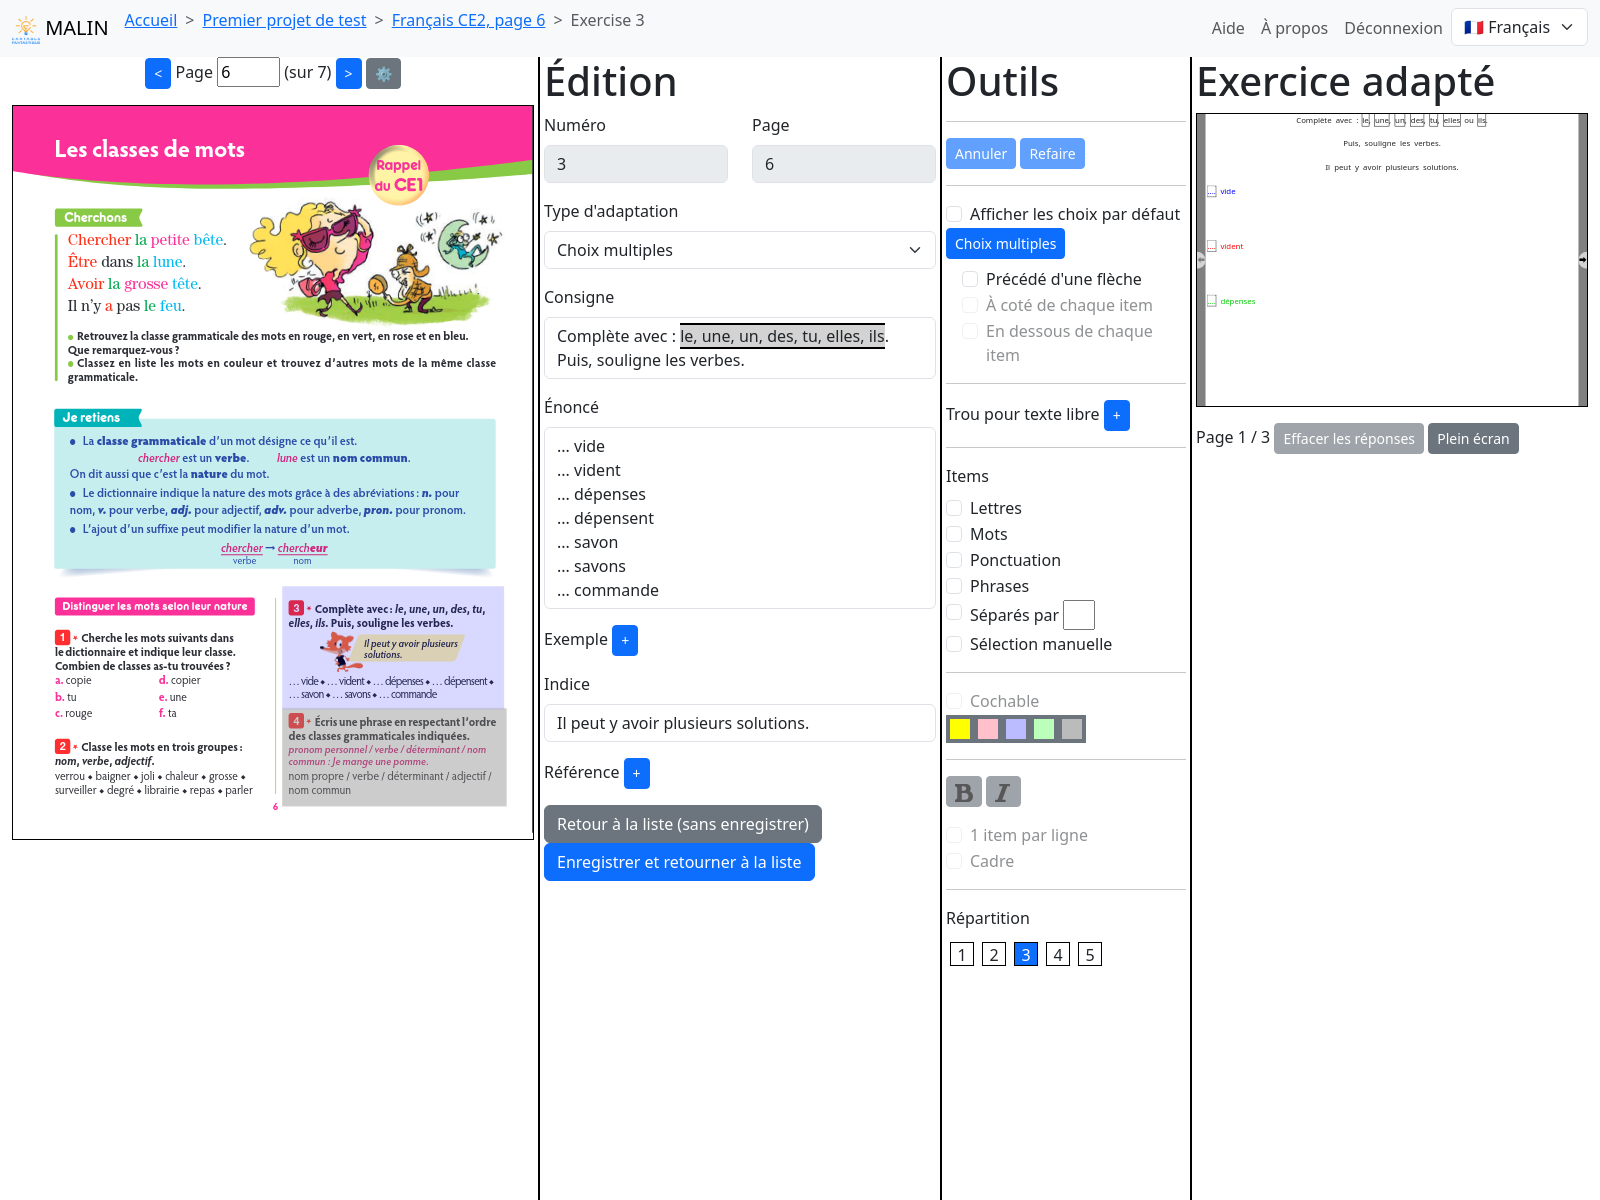 MALIN Accueil > Premier projet de test > Français CE2, page 6 > Exercise 3 Aide À propos Déconnexion Français
< Page 6 (sur 7) >
Les classes de mots
Rappel
du CE1
Cherchons
Chercher la petite bête.
Être dans la lune.
Avoir la grosse tête.
Il n'y a pas le feu.
• Retrouvez la classe grammaticale des mots en rouge, en vert, en rose et en bleu.
Que remarquez-vous ?
• Classez en liste les mots en couleur et trouvez d'autres mots de la même classe
grammaticale.
Je retiens
• La classe grammaticale d'un mot désigne ce qu'il est.
chercher est un verbe. lune est un nom commun.
On dit aussi que c'est la nature du mot.
• Le dictionnaire indique la nature des mots grâce à des abréviations : n. pour
nom, v. pour verbe, adj. pour adjectif, adv. pour adverbe, pron. pour pronom.
• L'ajout d'un suffixe peut modifier la nature d'un mot.
chercher → chercheur
verbe nom
Distinguer les mots selon leur nature
1 * Cherche les mots suivants dans
le dictionnaire et indique leur classe.
Combien de classes as-tu trouvées ?
a. copie d. copier
b. tu e. une
c. rouge f. ta
2 * Classe les mots en trois groupes :
nom, verbe, adjectif.
verrou ◆ baigner ◆ joli ◆ chaleur ◆ grosse ◆
surveiller ◆ degré ◆ librairie ◆ repas ◆ parler
3 * Complète avec : le, une, un, des, tu,
elles, ils. Puis, souligne les verbes.
Il peut y avoir plusieurs
solutions.
... vide ◆ ... vident ◆ ... dépenses ◆ ... dépensent ◆
... savon ◆ ... savons ◆ ... commande
4 * Écris une phrase en respectant l'ordre
des classes grammaticales indiquées.
pronom personnel / verbe / déterminant / nom
commun : Je mange une pomme.
nom propre / verbe / déterminant / adjectif /
nom commun
6
Édition
Numéro Page
3 6
Type d'adaptation
Choix multiples
Consigne
Complète avec : le, une, un, des, tu, elles, ils.
Puis, souligne les verbes.
Énoncé
... vide
... vident
... dépenses
... dépensent
... savon
... savons
... commande
Exemple +
Indice
Il peut y avoir plusieurs solutions.
Référence +
Retour à la liste (sans enregistrer)
Enregistrer et retourner à la liste
Outils
Annuler Refaire
Afficher les choix par défaut
Choix multiples
Précédé d'une flèche
À coté de chaque item
En dessous de chaque
item
Trou pour texte libre +
Items
Lettres
Mots
Ponctuation
Phrases
Séparés par
Sélection manuelle
Cochable
B I
1 item par ligne
Cadre
Répartition
1 2 3 4 5
Exercice adapté
Complète avec : le, une, un, des, tu, elles ou ils.
Puis, souligne les verbes.
Il peut y avoir plusieurs solutions.
.... vide
.... vident
.... dépenses
Page 1 / 3 Effacer les réponses Plein écran